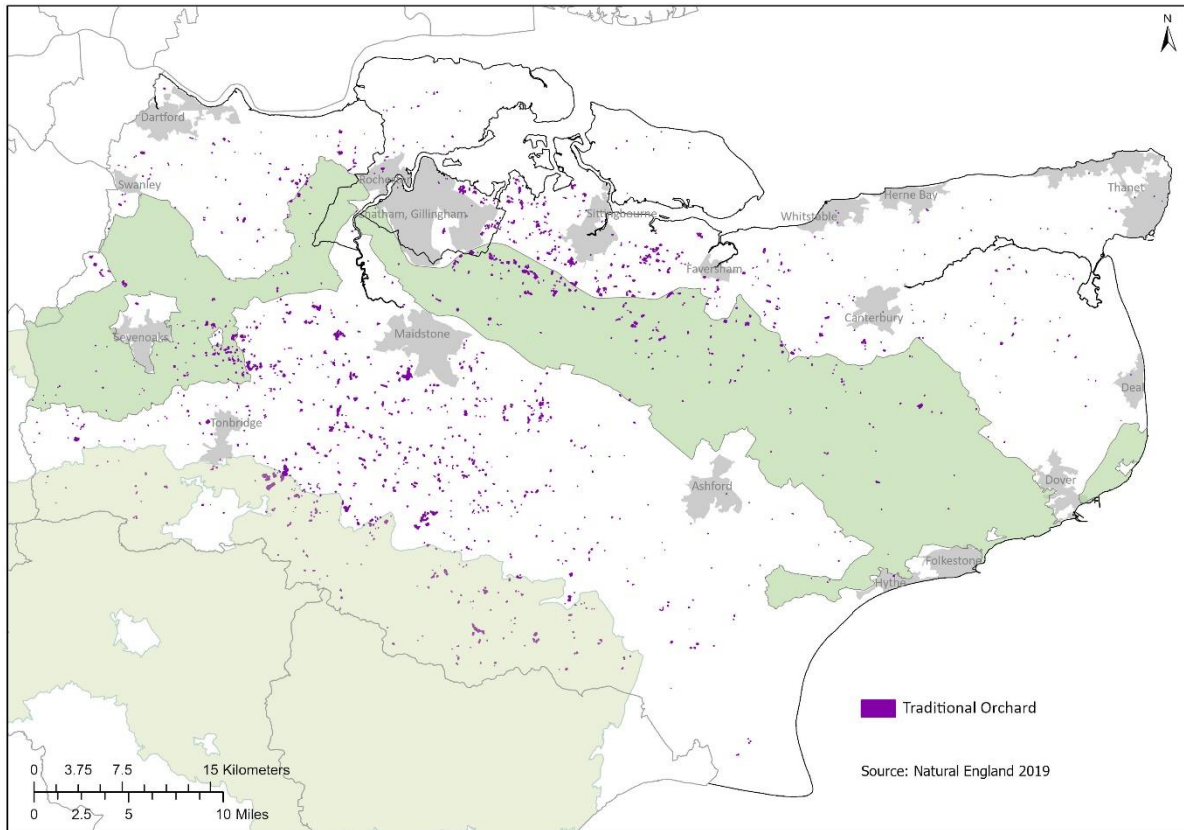 N
Dartford
Swanley
Rochester
Chatham, Gillingham
Sittingbourne
Whitstable
Herne Bay
Thanet
Faversham
Canterbury
Sevenoaks
Maidstone
Deal
Tonbridge
Ashford
Dover
Folkestone
Hythe
Traditional Orchard
Source: Natural England 2019
0 3.75 7.5 15 Kilometers
0 2.5 5 10 Miles